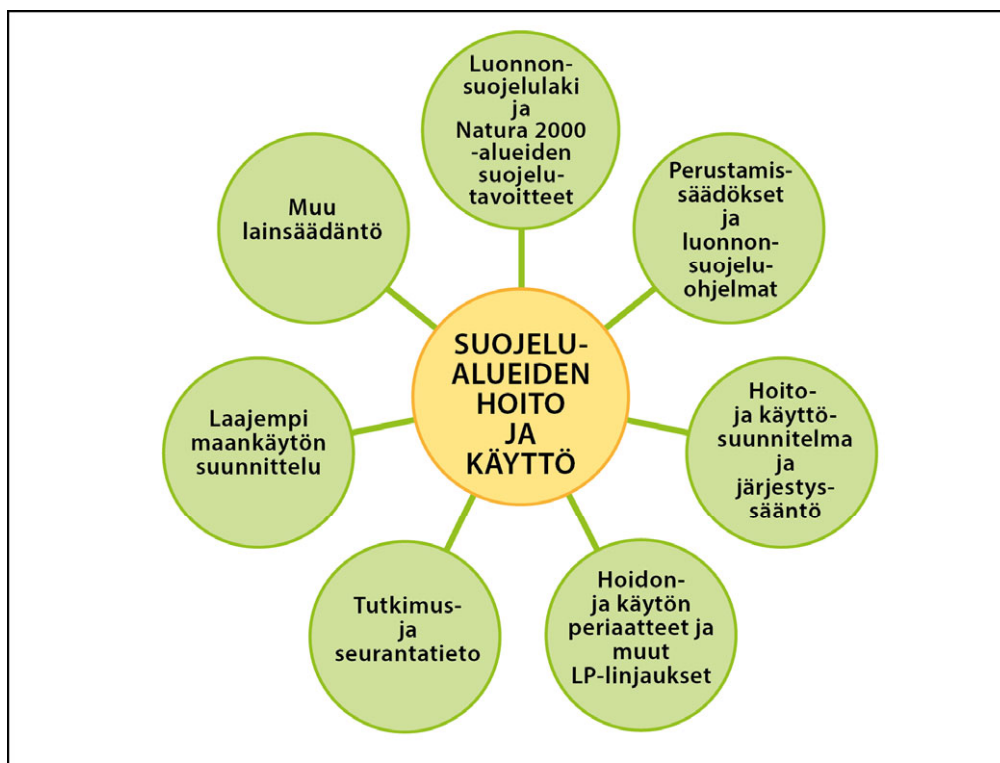 Luonnon-
suojelulaki
ja
Natura 2000
-alueiden
suojelu-
tavoitteet
Perustamis-
säädökset
ja
luonnon-
suojelu-
ohjelmat
Hoito-
ja käyttö-
suunnitelma
ja
järjestys-
sääntö
Hoidon-
ja käytön
periaatteet ja
muut
LP-linjaukset
Tutkimus-
ja
seurantatieto
Laajempi
maankäytön
suunnittelu
Muu
lainsäädäntö
SUOJELU-
ALUEIDEN
HOITO
JA
KÄYTTÖ